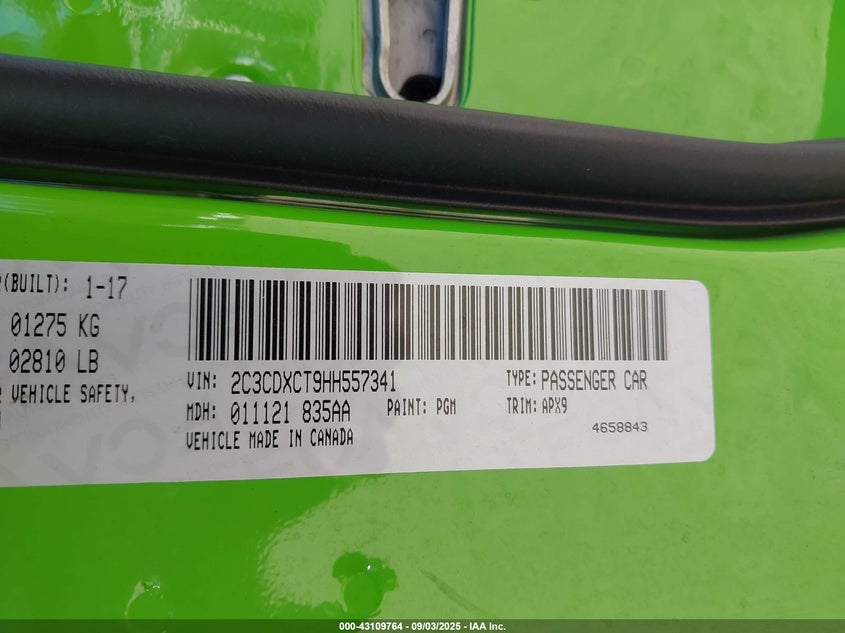 (BUILT): 1-17
01275 KG
02810 LB
VEHICLE SAFETY,
VIN: 2C3CDXCT9HH557341 TYPE: PASSENGER CAR
MDH: 011121 835AA PAINT: PGM TRIM: APX9
VEHICLE MADE IN CANADA
4658843
000-43109764 - 09/03/2025 - IAA Inc.